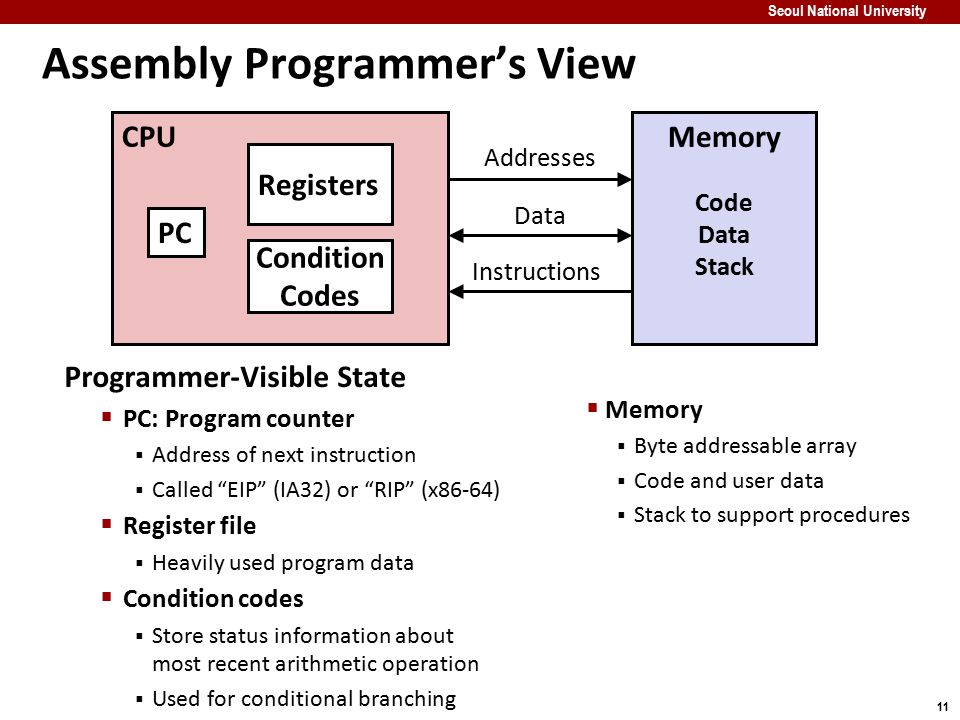 Seoul National University
Assembly Programmer’s View
CPU
Registers
PC
Condition
Codes
Addresses
Data
Instructions
Memory
Code
Data
Stack
Programmer-Visible State
▪ PC: Program counter
▪ Address of next instruction
▪ Called “EIP” (IA32) or “RIP” (x86-64)
▪ Register file
▪ Heavily used program data
▪ Condition codes
▪ Store status information about
most recent arithmetic operation
▪ Used for conditional branching
▪ Memory
▪ Byte addressable array
▪ Code and user data
▪ Stack to support procedures
11